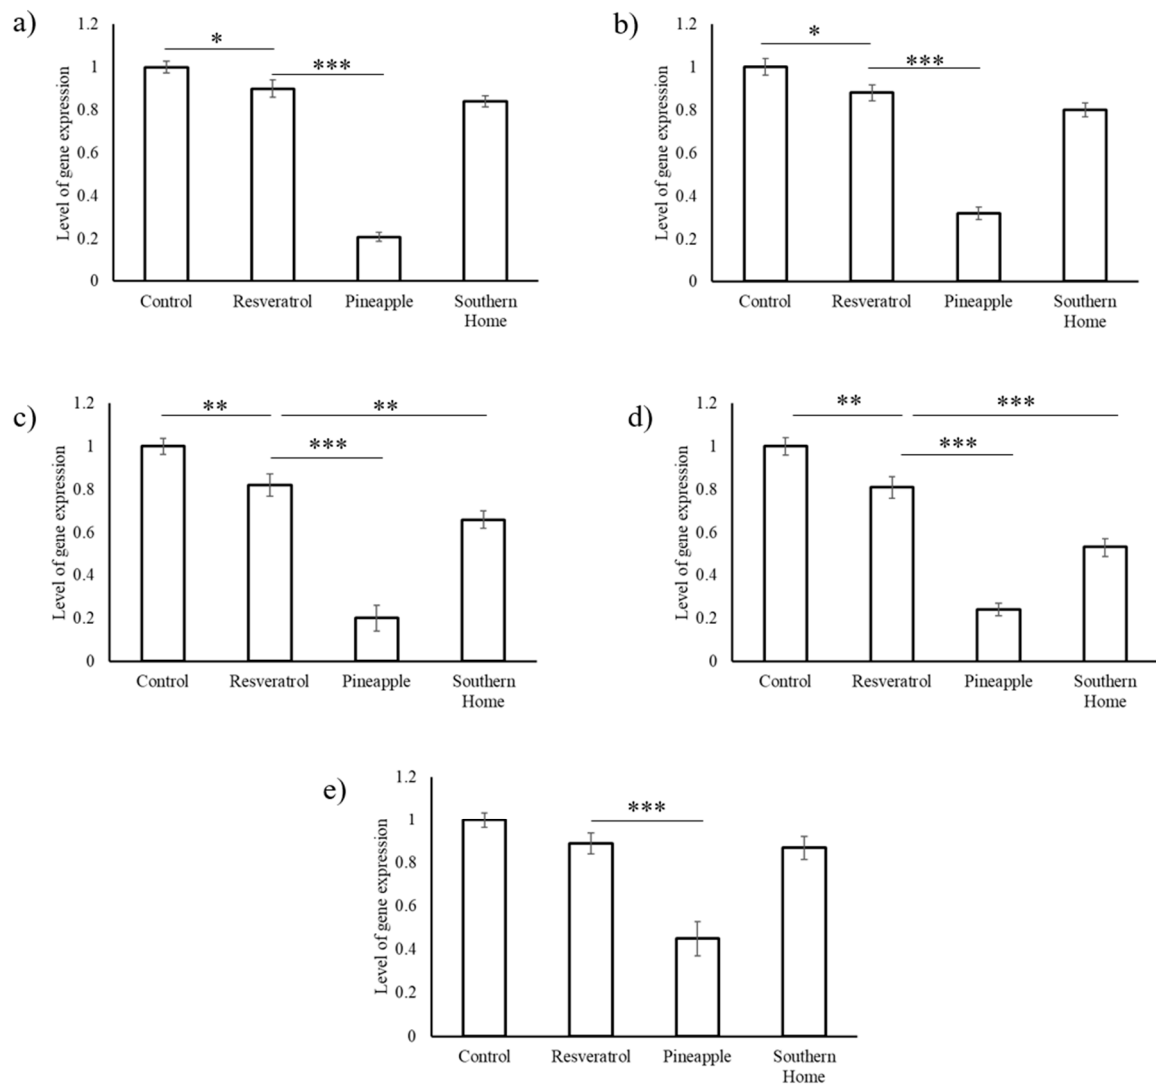 a)
Level of gene expression
1.2
1
0.8
0.6
0.4
0.2
0
*
***
Control
Resveratrol
Pineapple
Southern
Home
b)
Level of gene expression
1.2
1
0.8
0.6
0.4
0.2
0
*
***
Control
Resveratrol
Pineapple
Southern
Home
c)
Level of gene expression
1.2
1
0.8
0.6
0.4
0.2
0
**
**
***
Control
Resveratrol
Pineapple
Southern
Home
d)
Level of gene expression
1.2
1
0.8
0.6
0.4
0.2
0
**
***
***
Control
Resveratrol
Pineapple
Southern
Home
e)
Level of gene expression
1.2
1
0.8
0.6
0.4
0.2
0
***
Control
Resveratrol
Pineapple
Southern
Home